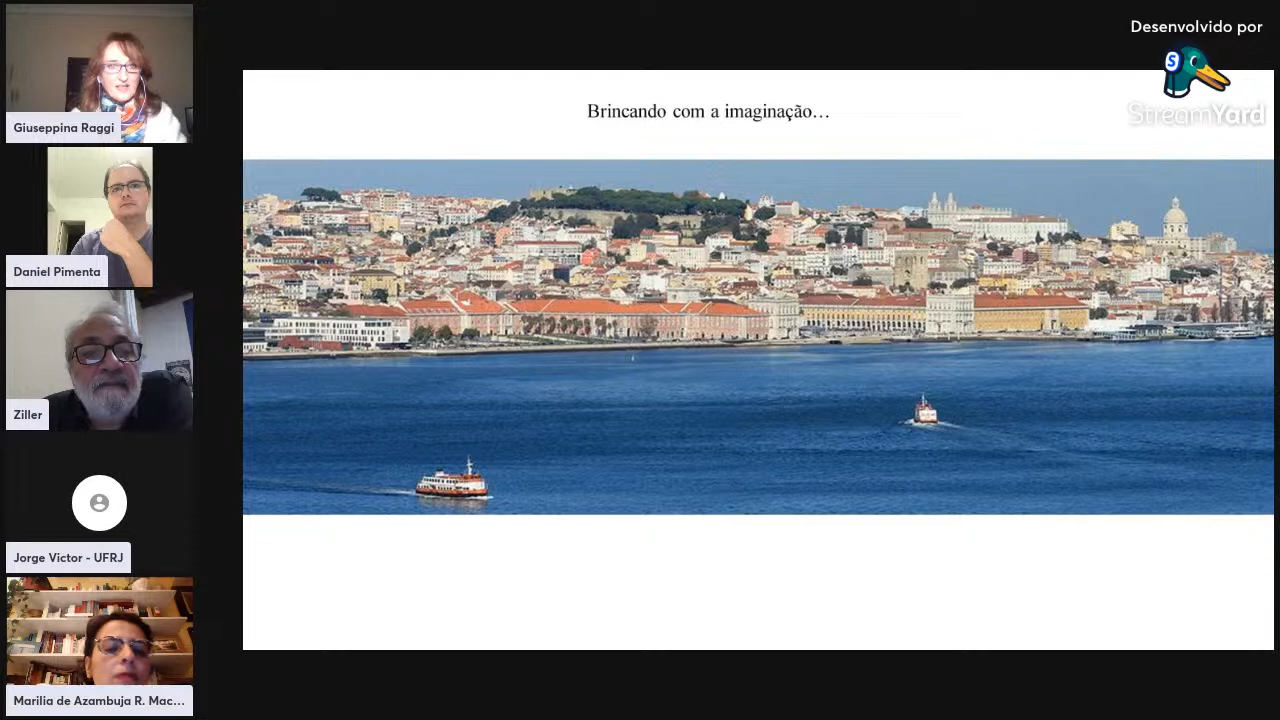 Desenvolvido por
StreamYard
Brincando com a imaginação...
Giuseppina Raggi
Daniel Pimenta
Ziller
Jorge Victor - UFRJ
Marilia de Azambuja R. Mac...